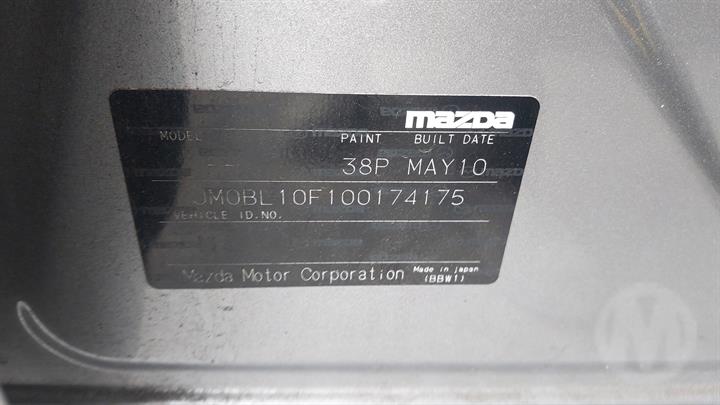 mazda
MODEL PAINT BUILT DATE
38P MAY10
JM0BL10F100174175
VEHICLE ID.NO.
Mazda Motor Corporation Made in Japan
(BBW1)
M